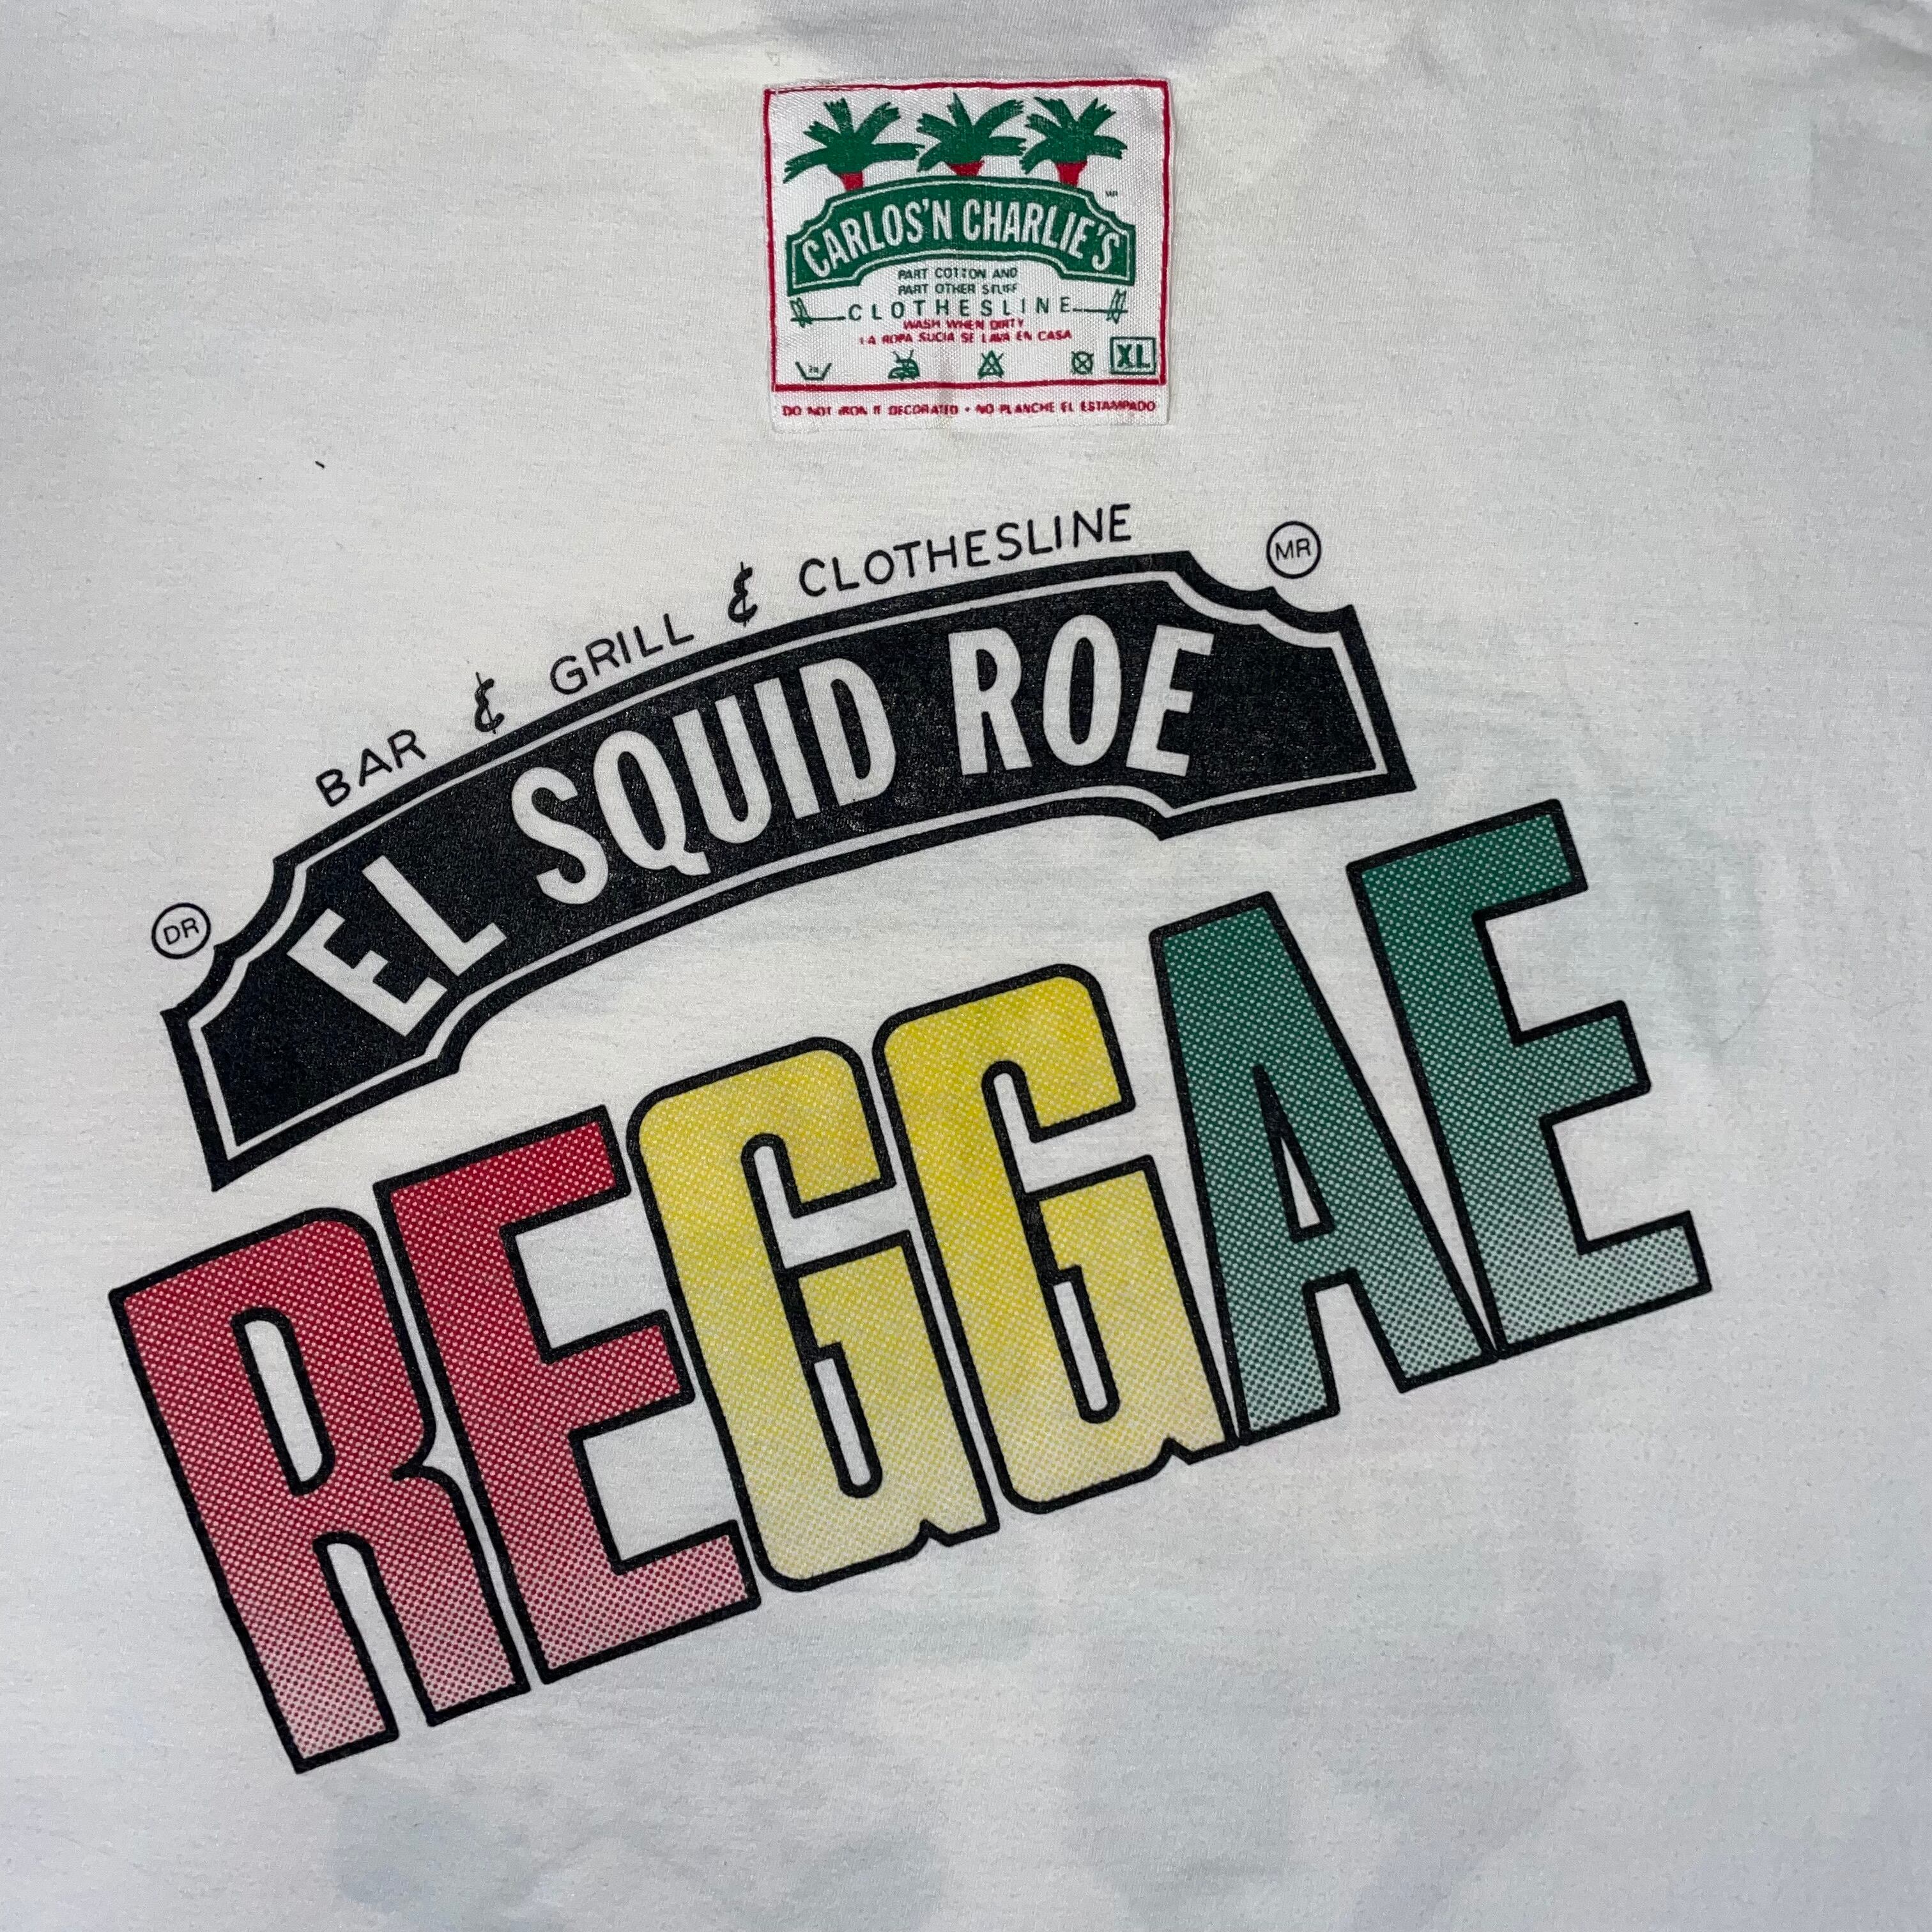 CARLOS'N CHARLIE'S
PART COTTON AND
PART OTHER STUFF
CLOTHESLINE
WASH WHEN DIRTY
LA ROPA SUCIA SE LAVA EN CASA
XL
DO NOT IRON IF DECORATED • NO PLANCHE EL ESTAMPADO
BAR & GRILL & CLOTHESLINE
MR
DR
EL SQUID ROE
REGGAE